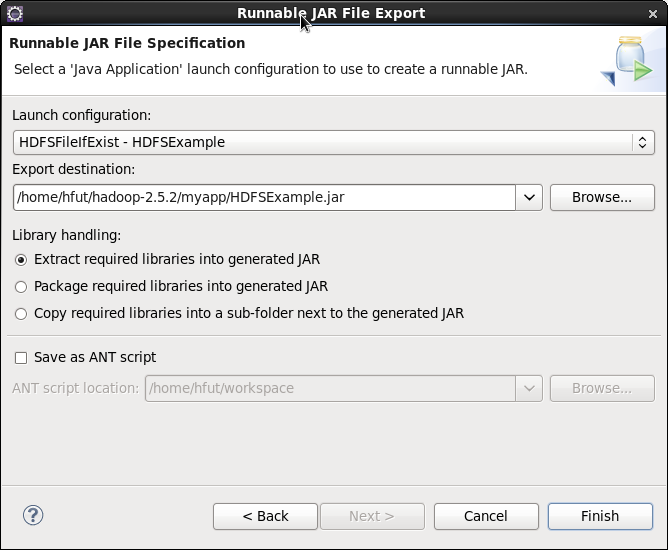 Runnable JAR File Export
Runnable JAR File Specification
Select a 'Java Application' launch configuration to use to create a runnable JAR.
Launch configuration:
HDFSFileIfExist - HDFSExample
Export destination:
/home/hfut/hadoop-2.5.2/myapp/HDFSExample.jar
Browse...
Library handling:
Extract required libraries into generated JAR
Package required libraries into generated JAR
Copy required libraries into a sub-folder next to the generated JAR
Save as ANT script
ANT script location:
/home/hfut/workspace
Browse...
?
< Back
Next >
Cancel
Finish